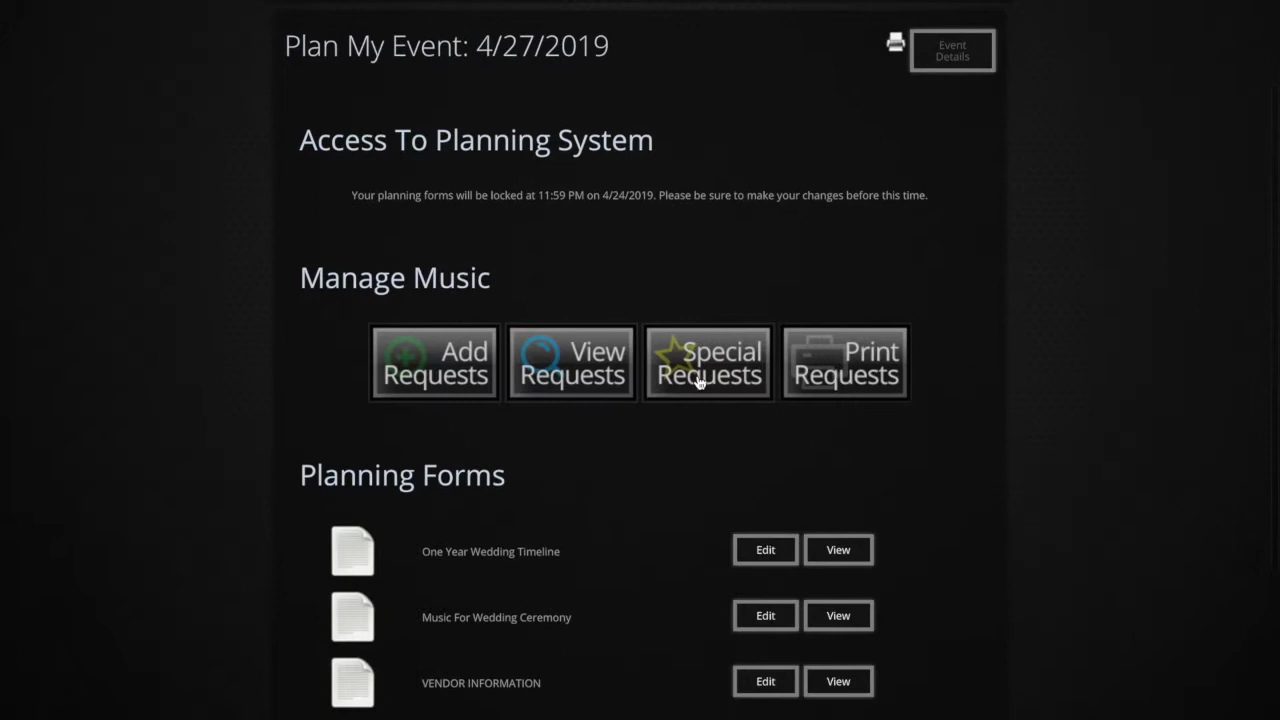 Plan My Event: 4/27/2019
Event
Details
Access To Planning System
Your planning forms will be locked at 11:59 PM on 4/24/2019. Please be sure to make your changes before this time.
Manage Music
Add
Requests
View
Requests
Special
Requests
Print
Requests
Planning Forms
One Year Wedding Timeline
Edit
View
Music For Wedding Ceremony
Edit
View
VENDOR INFORMATION
Edit
View